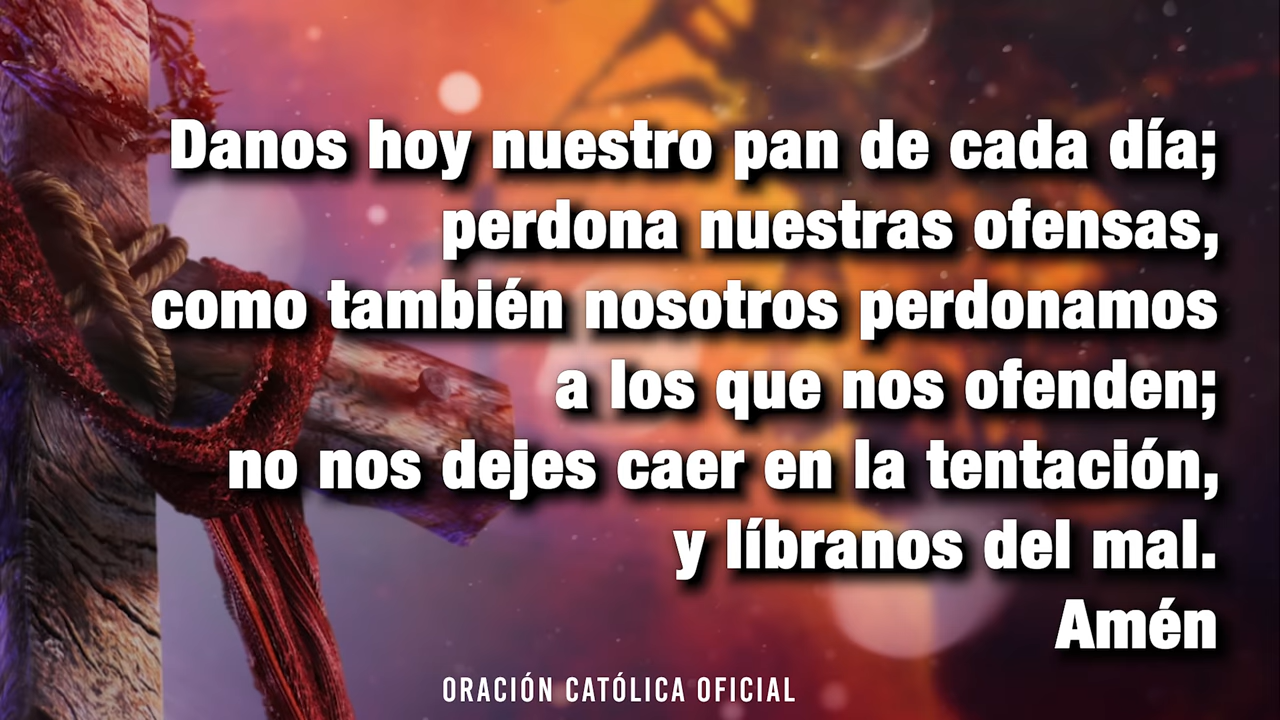 Danos hoy nuestro pan de cada día;
perdona nuestras ofensas,
como también nosotros perdonamos
a los que nos ofenden;
no nos dejes caer en la tentación,
y líbranos del mal.
Amén
ORACIÓN CATÓLICA OFICIAL